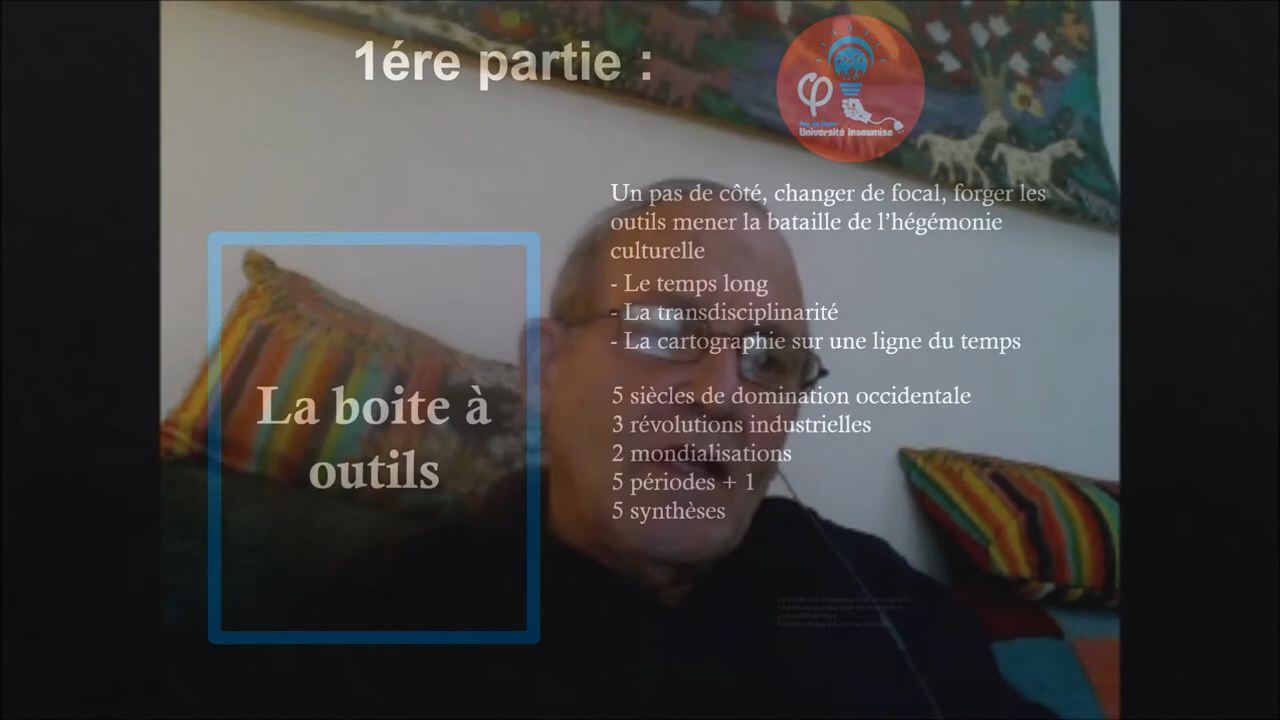 1ére partie :
Université Insoumise
Un pas de côté, changer de focal, forger les
outils mener la bataille de l’hégémonie
culturelle
- Le temps long
- La transdisciplinarité
- La cartographie sur une ligne du temps
La boite à
outils
5 siècles de domination occidentale
3 révolutions industrielles
2 mondialisations
5 périodes + 1
5 synthèses